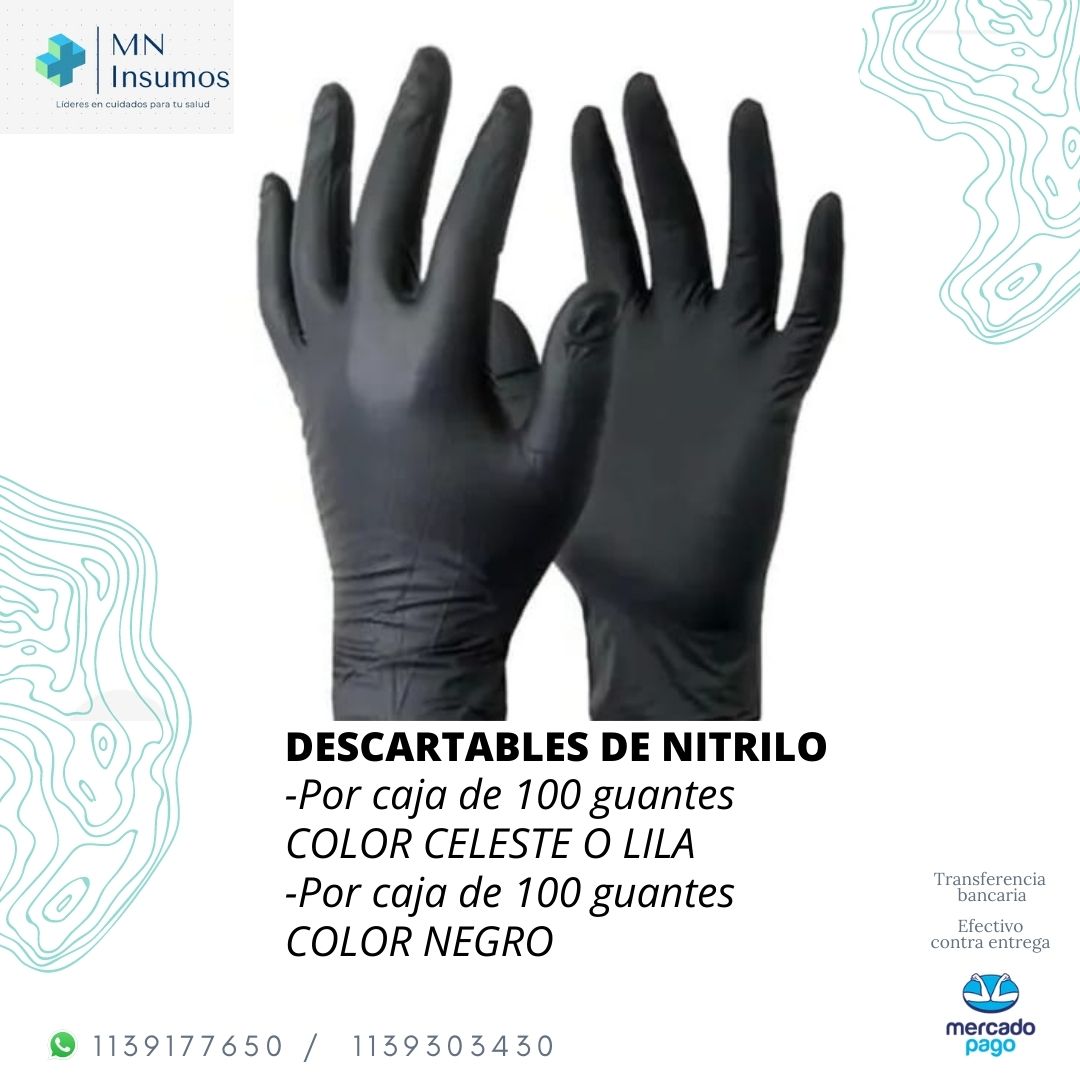 MN
Insumos
Líderes en cuidados para tu salud
DESCARTABLES DE NITRILO
-Por caja de 100 guantes
COLOR CELESTE O LILA
-Por caja de 100 guantes
COLOR NEGRO
Transferencia
bancaria
Efectivo
contra entrega
mercado
pago
1139177650 / 1139303430